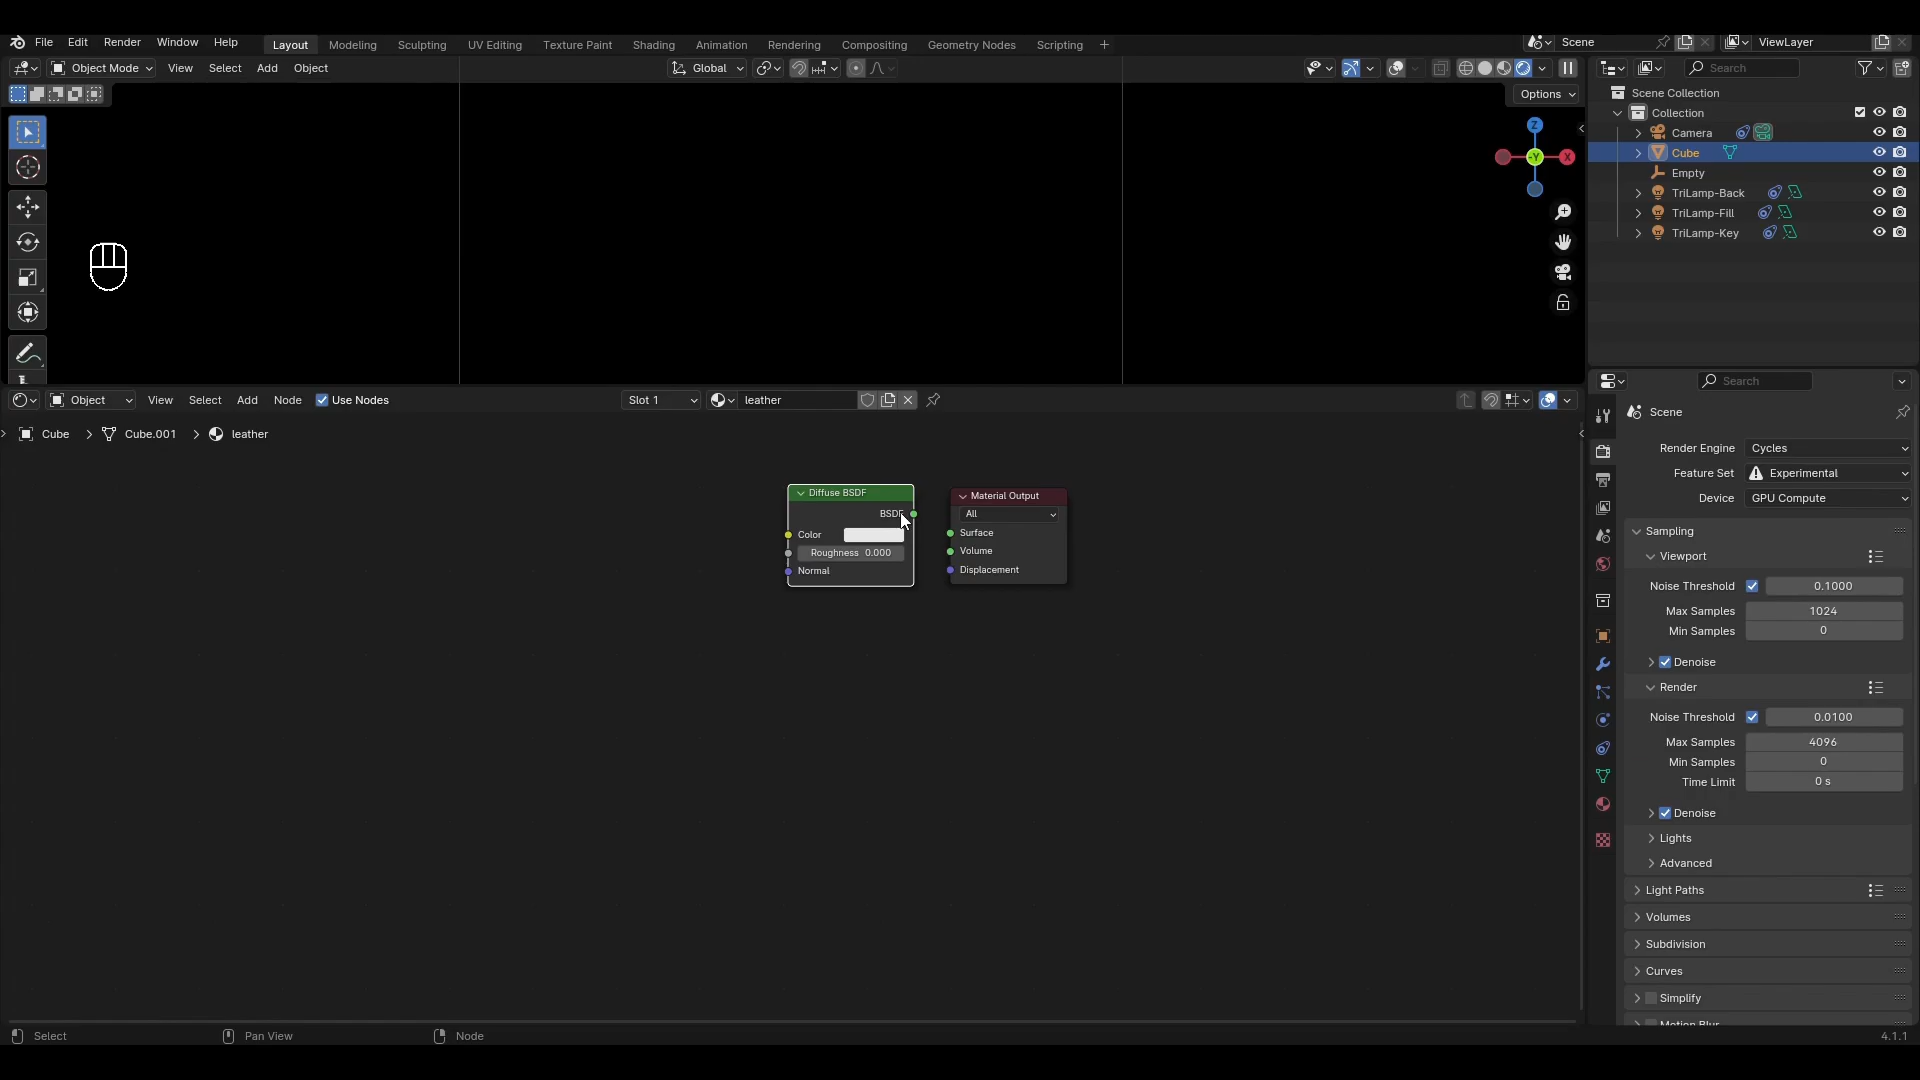 File Edit Render Window Help Layout Modeling Sculpting UV Editing Texture Paint Shading Animation Rendering Compositing Geometry Nodes Scripting + Scene ViewLayer
Object Mode View Select Add Object Global Search
Options
Z
-Y X
Scene Collection
Collection
Camera
Cube
Empty
TriLamp-Back
TriLamp-Fill
TriLamp-Key
Object View Select Add Node Use Nodes Slot 1 leather
Cube Cube.001 leather
Diffuse BSDF
BSDF
Color
Roughness 0.000
Normal
Material Output
All
Surface
Volume
Displacement
Search
Scene
Render Engine Cycles
Feature Set Experimental
Device GPU Compute
Sampling
Viewport
Noise Threshold 0.1000
Max Samples 1024
Min Samples 0
Denoise
Render
Noise Threshold 0.0100
Max Samples 4096
Min Samples 0
Time Limit 0 s
Denoise
Lights
Advanced
Light Paths
Volumes
Subdivision
Curves
Simplify
Motion Blur
Select Pan View Node 4.1.1